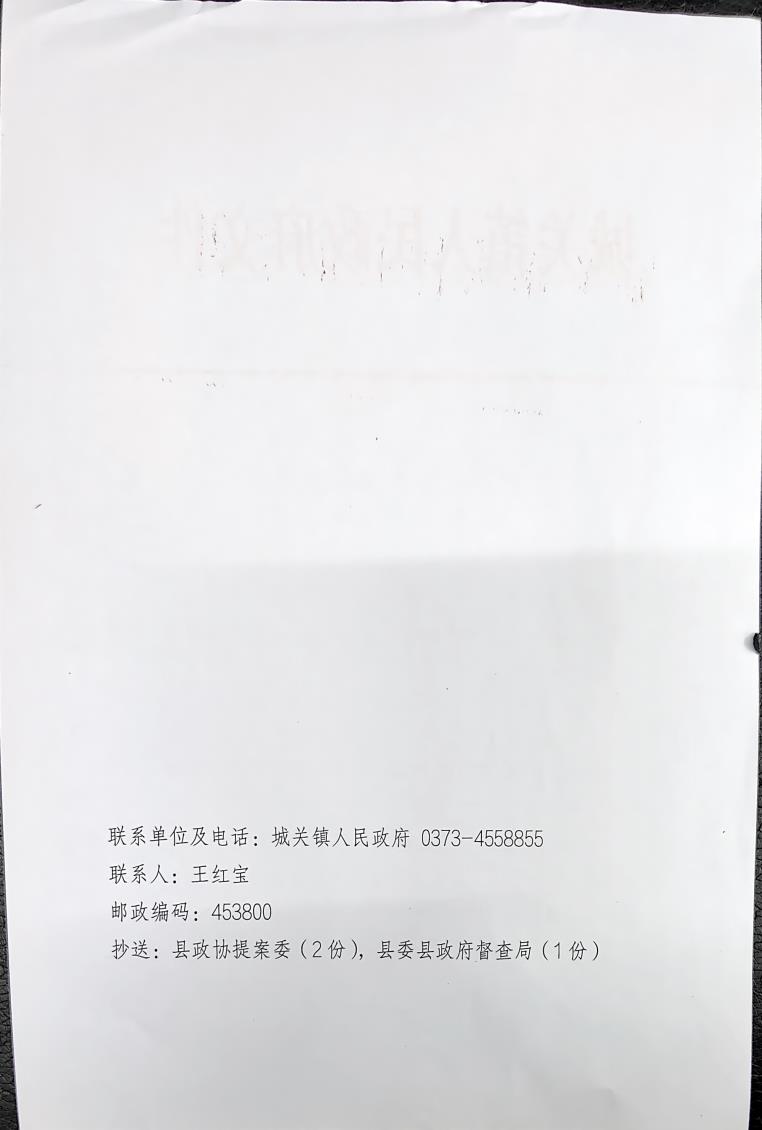 联系单位及电话：城关镇人民政府 0373-4558855
联系人：王红宝
邮政编码：453800
抄送：县政协提案委（2份），县委县政府督查局（1份）